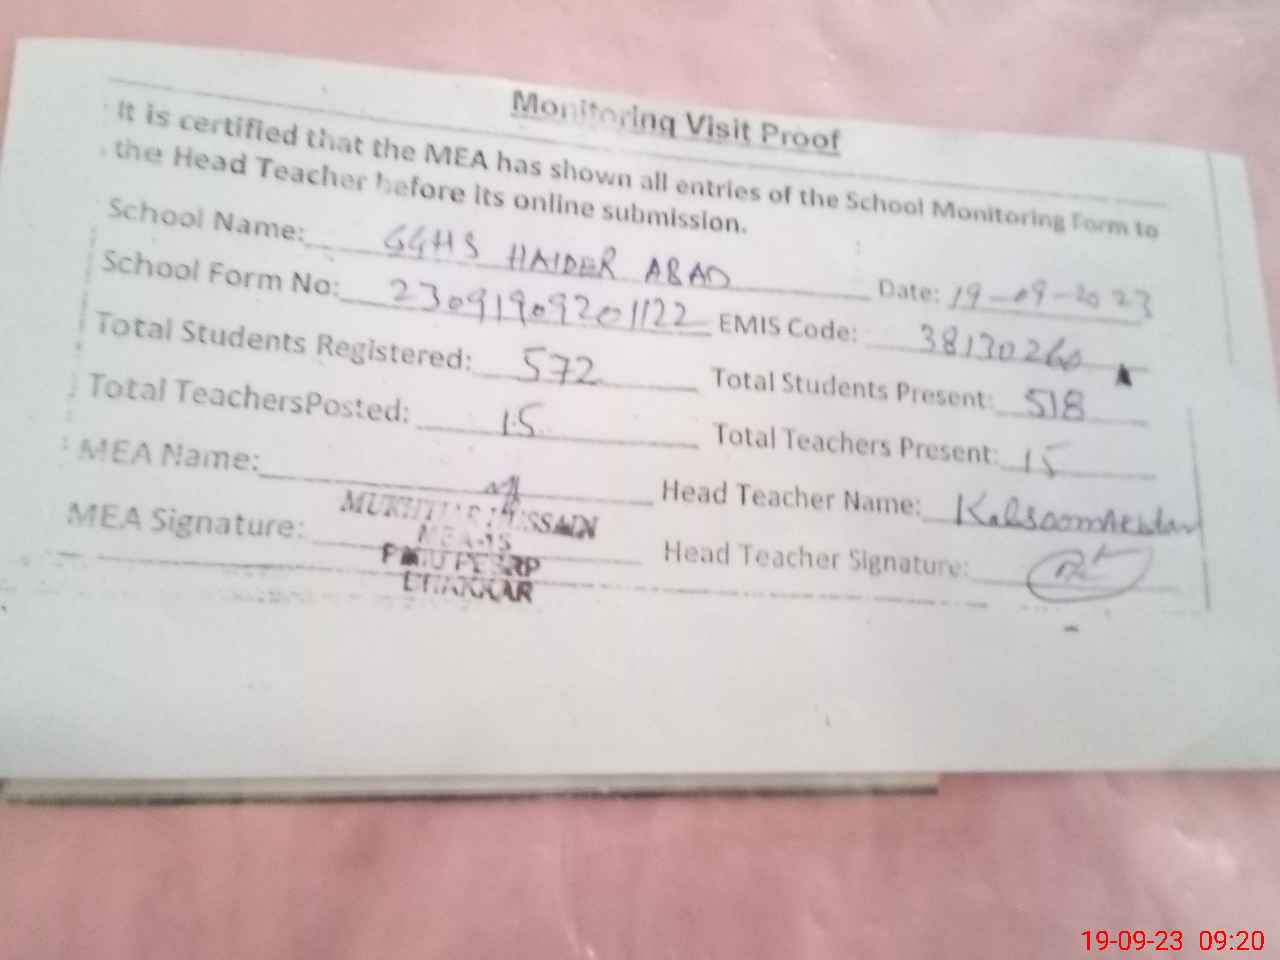 Monitoring Visit Proof
It is certified that the MEA has shown all entries of the School Monitoring Form to
the Head Teacher before its online submission.
School Name: GGHS HAIDER ABAD Date: 19-09-2023
School Form No: 23091909201122 EMIS Code: 38130260
Total Students Registered: 572 Total Students Present: 518
Total TeachersPosted: 15 Total Teachers Present: 15
MEA Name: Head Teacher Name:
MUKHTIAR HUSSAIN
MEA Signature: Head Teacher Signature:
MEA-15
19-09-23 09:20